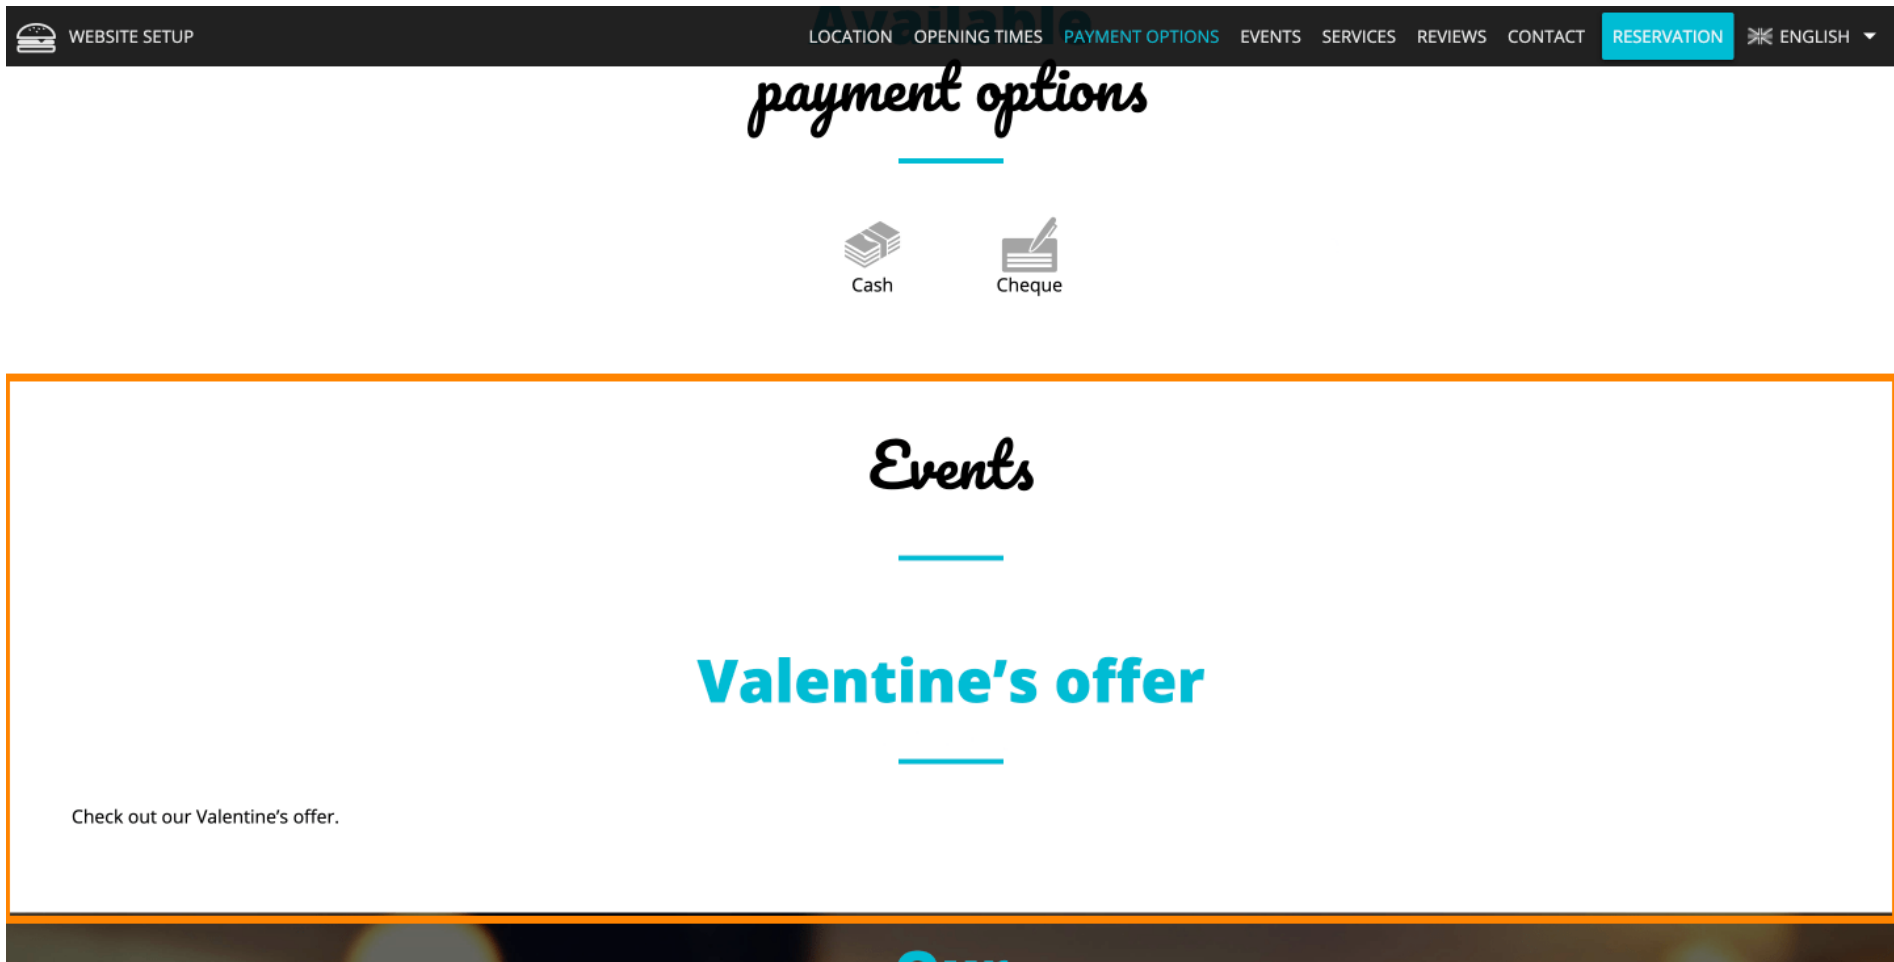 WEBSITE SETUP
LOCATION OPENING TIMES PAYMENT OPTIONS EVENTS SERVICES REVIEWS CONTACT RESERVATION ENGLISH
Available
payment options
Cash Cheque
Events
Valentine’s offer
Check out our Valentine’s offer.